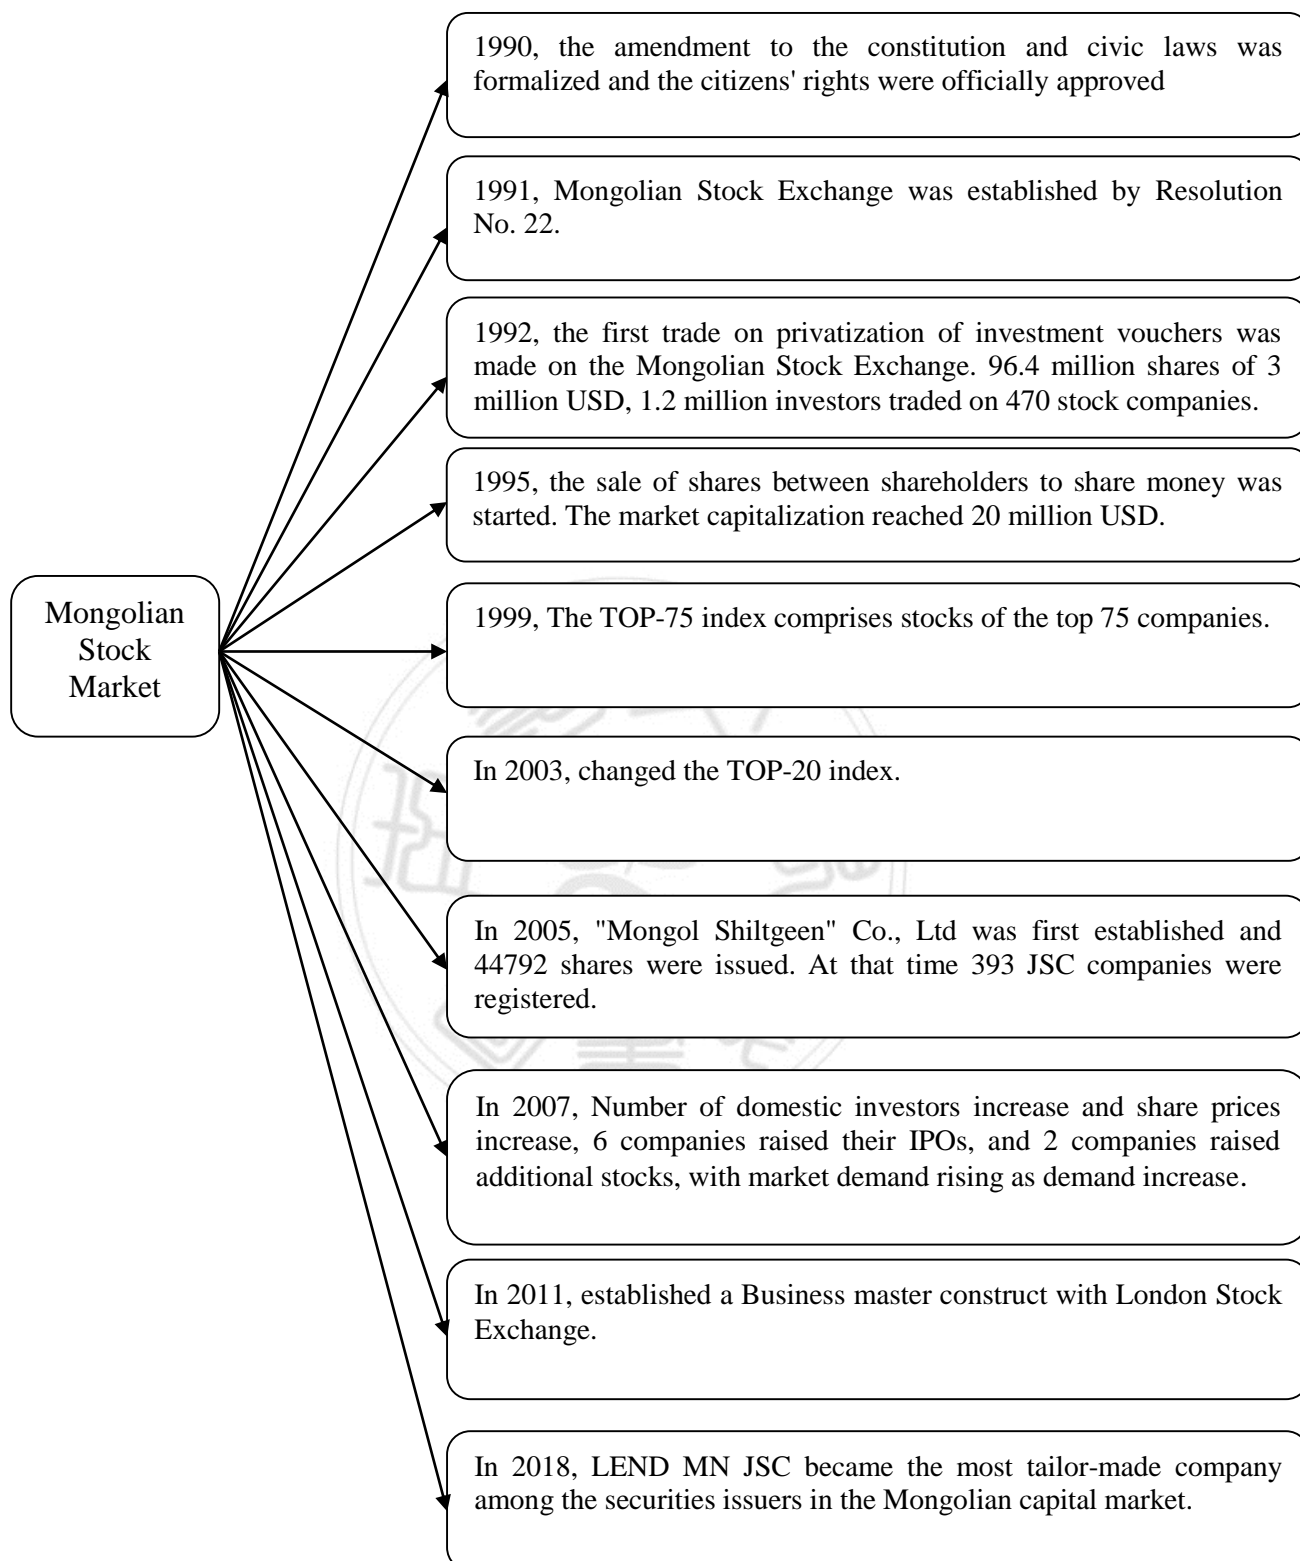 1990, the amendment to the constitution and civic laws was
formalized and the citizens' rights were officially approved
1991, Mongolian Stock Exchange was established by Resolution
No. 22.
1992, the first trade on privatization of investment vouchers was
made on the Mongolian Stock Exchange. 96.4 million shares of 3
million USD, 1.2 million investors traded on 470 stock companies.
1995, the sale of shares between shareholders to share money was
started. The market capitalization reached 20 million USD.
Mongolian
Stock
Market
1999, The TOP-75 index comprises stocks of the top 75 companies.
In 2003, changed the TOP-20 index.
In 2005, "Mongol Shiltgeen" Co., Ltd was first established and
44792 shares were issued. At that time 393 JSC companies were
registered.
In 2007, Number of domestic investors increase and share prices
increase, 6 companies raised their IPOs, and 2 companies raised
additional stocks, with market demand rising as demand increase.
In 2011, established a Business master construct with London Stock
Exchange.
In 2018, LEND MN JSC became the most tailor-made company
among the securities issuers in the Mongolian capital market.